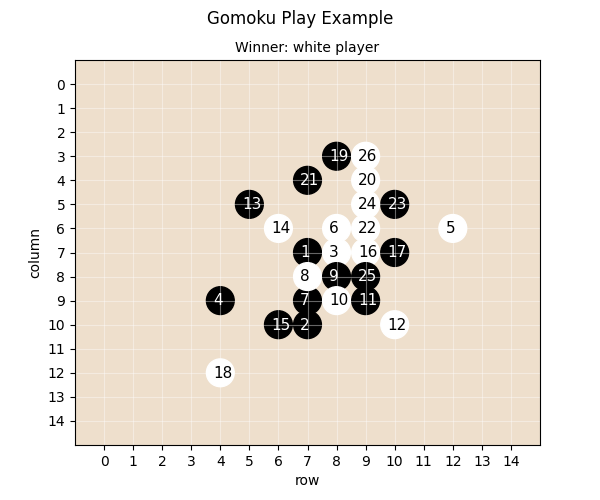 Gomoku Play Example
Winner: white player
0
1
2
3 19 26
4 21 20
5 13 24 23
6 14 6 22 5
7 1 3 16 17
8 8 9 25
9 4 7 10 11
10 15 2 12
11
12 18
13
14
column
0 1 2 3 4 5 6 7 8 9 10 11 12 13 14
row